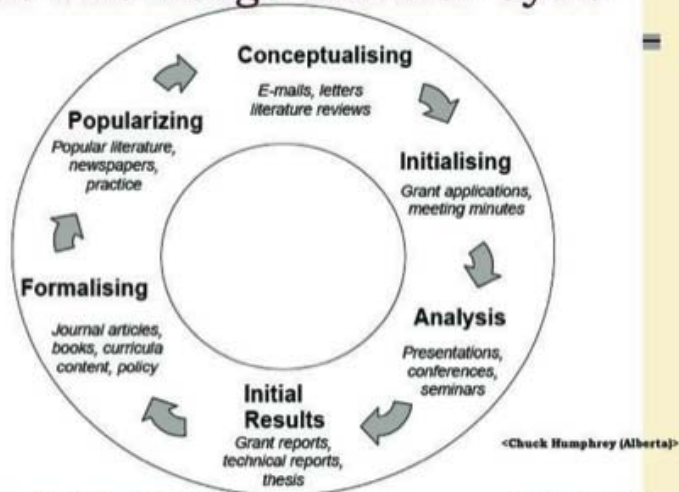 Conceptualising
E-mails, letters
literature reviews
Initialising
Grant applications,
meeting minutes
Analysis
Presentations,
conferences,
seminars
Initial
Results
Grant reports,
technical reports,
thesis
Formalising
Journal articles,
books, curricula
content, policy
Popularizing
Popular literature,
newspapers,
practice
<Chuck Humphrey (Alberta)>